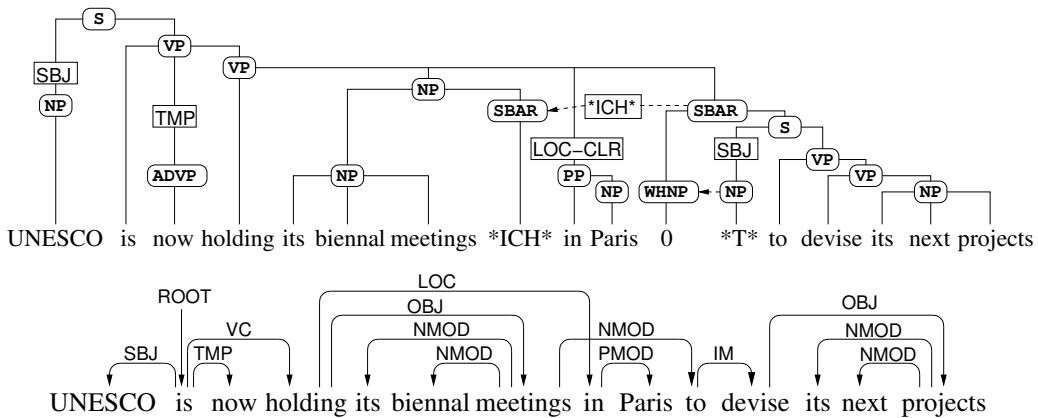 S
VP
VP
SBJ
NP
*ICH*
NP
SBAR
SBAR
TMP
S
LOC-CLR
SBJ
VP
ADVP
NP
PP
VP
NP
WHNP
NP
NP
UNESCO is now holding its biennal meetings *ICH* in Paris 0 *T* to devise its next projects
LOC
ROOT
OBJ
OBJ
VC
NMOD
NMOD
NMOD
SBJ
TMP
NMOD
PMOD
IM
NMOD
UNESCO is now holding its biennal meetings in Paris to devise its next projects